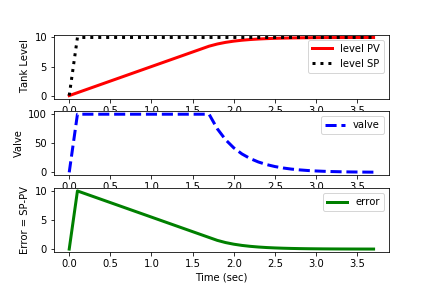 10
5
0
Tank Level
level PV
level SP
0.0 0.5 1.0 1.5 2.0 2.5 3.0 3.5
100
50
0
Valve
valve
0.0 0.5 1.0 1.5 2.0 2.5 3.0 3.5
10
5
0
Error = SP-PV
error
0.0 0.5 1.0 1.5 2.0 2.5 3.0 3.5
Time (sec)